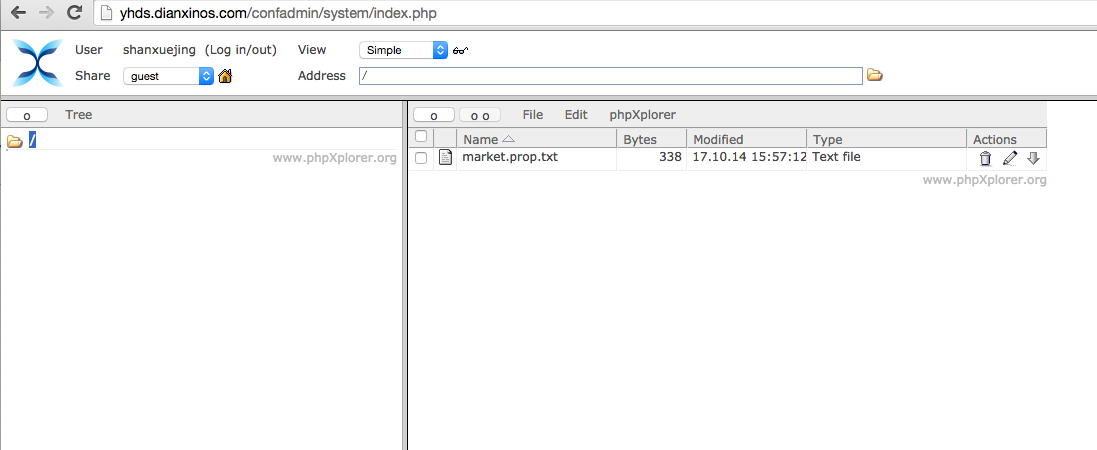 yhds.dianxinos.com/confadmin/system/index.php
User shanxuejing (Log in/out) View Simple
Share guest Address /
o Tree
/
www.phpXplorer.org
o o o File Edit phpXplorer
Name Bytes Modified Type Actions
market.prop.txt 338 17.10.14 15:57:12 Text file
www.phpXplorer.org